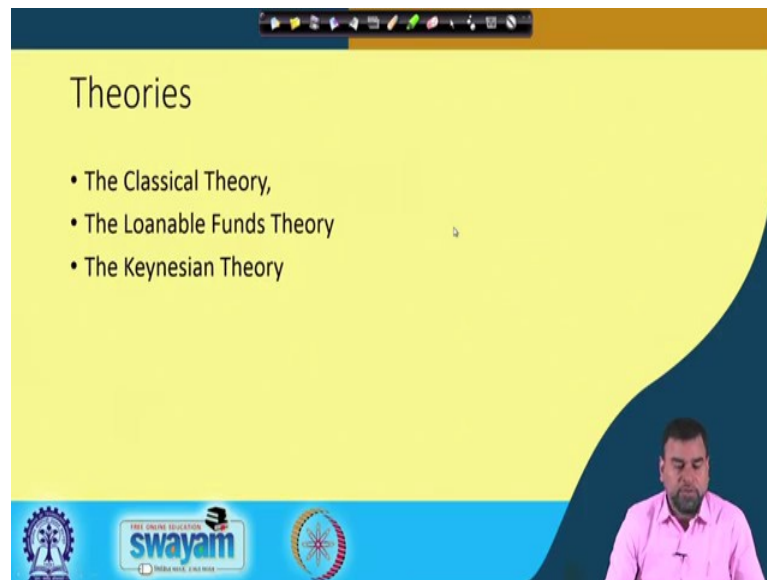 Theories
• The Classical Theory,
• The Loanable Funds Theory
• The Keynesian Theory
FREE ONLINE EDUCATION
swayam